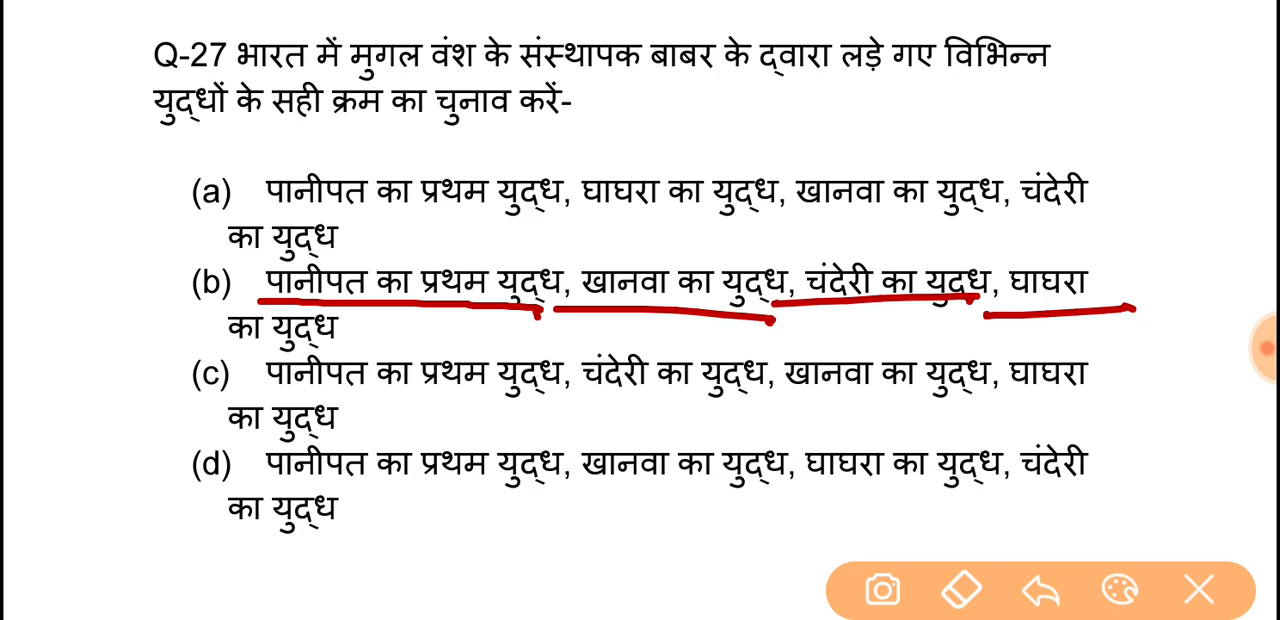 Q-27 भारत में मुगल वंश के संस्थापक बाबर के द्वारा लड़े गए विभिन्न
युद्धों के सही क्रम का चुनाव करें-
(a) पानीपत का प्रथम युद्ध, घाघरा का युद्ध, खानवा का युद्ध, चंदेरी
का युद्ध
(b) पानीपत का प्रथम युद्ध, खानवा का युद्ध, चंदेरी का युद्ध, घाघरा
का युद्ध
(c) पानीपत का प्रथम युद्ध, चंदेरी का युद्ध, खानवा का युद्ध, घाघरा
का युद्ध
(d) पानीपत का प्रथम युद्ध, खानवा का युद्ध, घाघरा का युद्ध, चंदेरी
का युद्ध